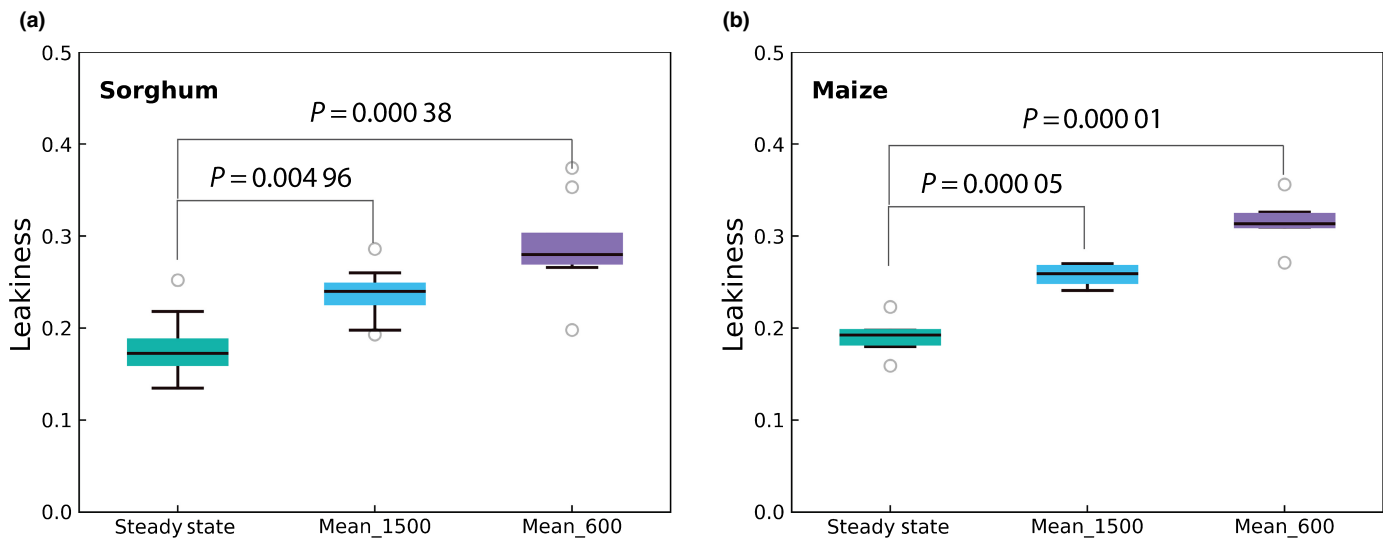 (a)
Sorghum
P = 0.000 38
P = 0.004 96
Leakiness
0.5
0.4
0.3
0.2
0.1
0.0
Steady state
Mean_1500
Mean_600
(b)
Maize
P = 0.000 01
P = 0.000 05
Leakiness
0.5
0.4
0.3
0.2
0.1
0.0
Steady state
Mean_1500
Mean_600